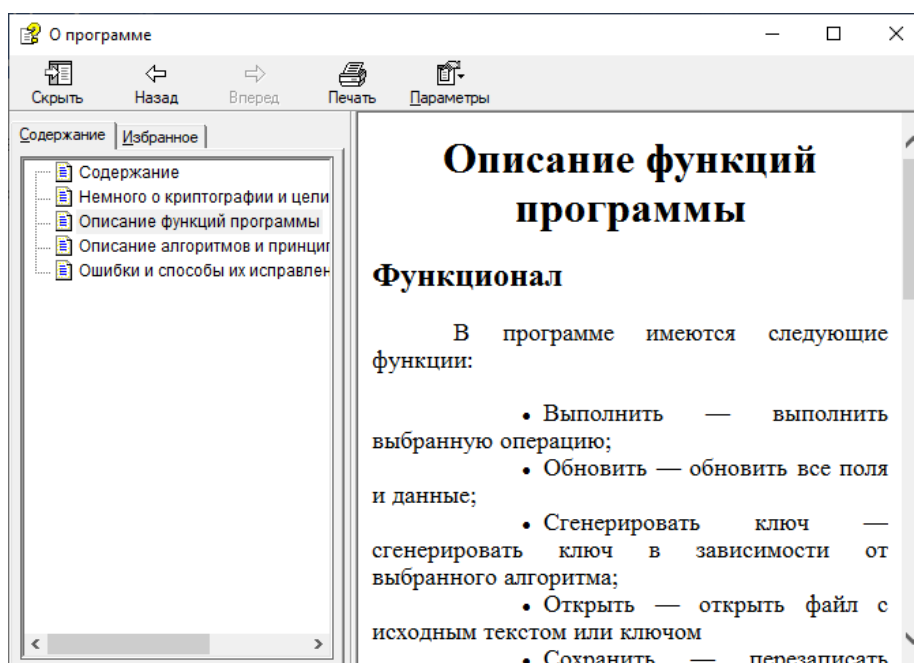 О программе
Скрыть Назад Вперед Печать Параметры
Содержание Избранное
Содержание
Немного о криптографии и цели
Описание функций программы
Описание алгоритмов и принцип
Ошибки и способы их исправлен
Описание функций
программы
Функционал
В программе имеются следующие
функции:
• Выполнить — выполнить
выбранную операцию;
• Обновить — обновить все поля
и данные;
• Сгенерировать ключ —
сгенерировать ключ в зависимости от
выбранного алгоритма;
• Открыть — открыть файл с
исходным текстом или ключом
• Сохранить — перезаписать